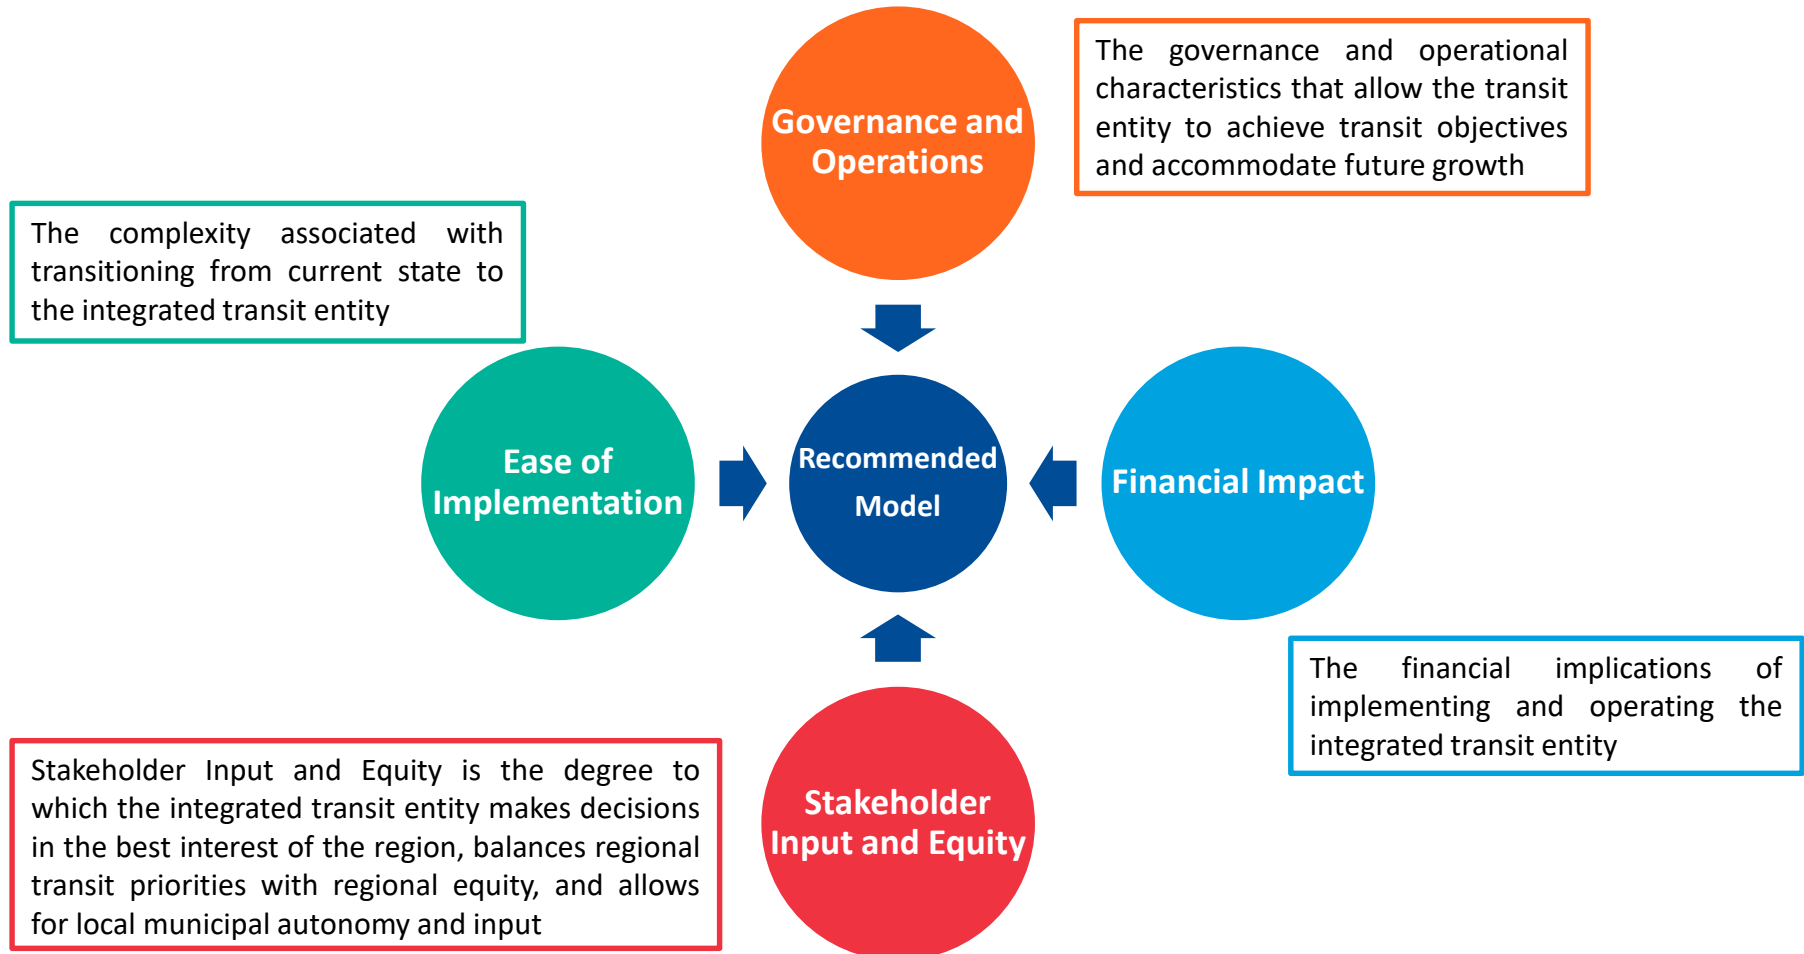 Governance and
Operations
The governance and operational
characteristics that allow the transit
entity to achieve transit objectives
and accommodate future growth
The complexity associated with
transitioning from current state to
the integrated transit entity
Ease of
Implementation
Recommended
Model
Financial Impact
The financial implications of
implementing and operating the
integrated transit entity
Stakeholder Input and Equity is the degree to
which the integrated transit entity makes decisions
in the best interest of the region, balances regional
transit priorities with regional equity, and allows
for local municipal autonomy and input
Stakeholder
Input and Equity